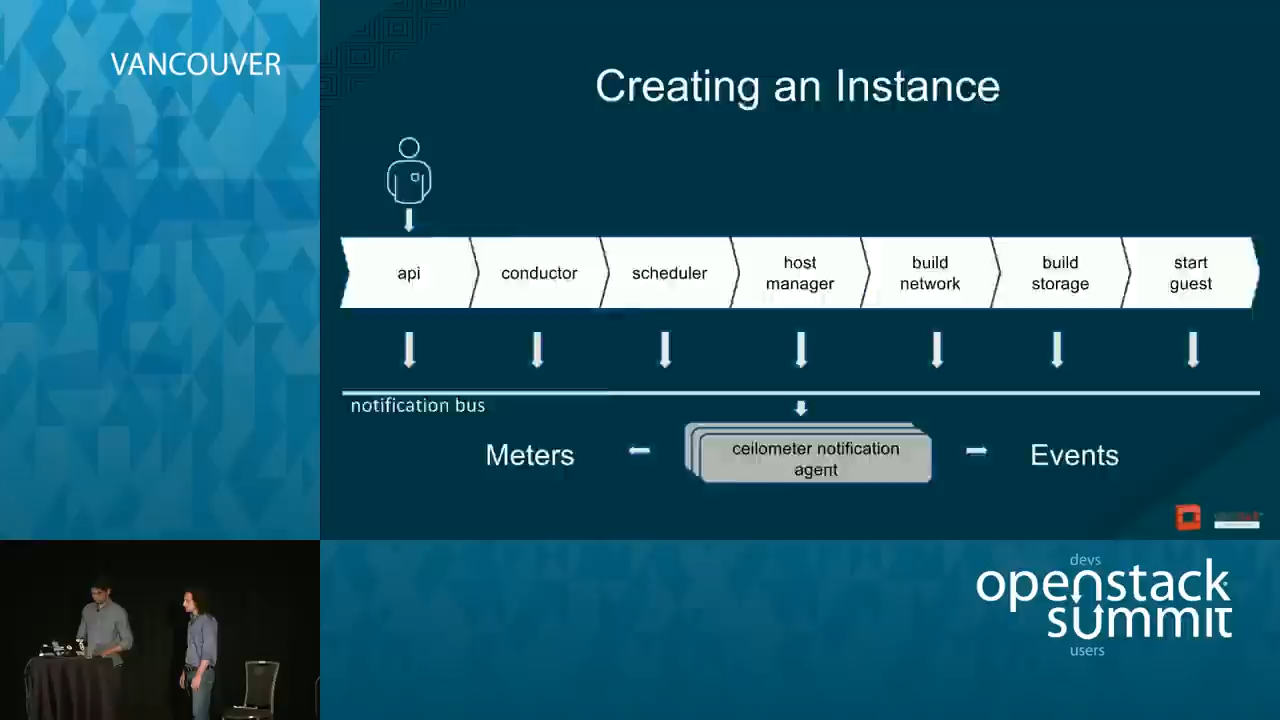 VANCOUVER
Creating an Instance
api
conductor
scheduler
host
manager
build
network
build
storage
start
guest
notification bus
Meters
ceilometer notification
agent
Events
devs
openstack
summit
users